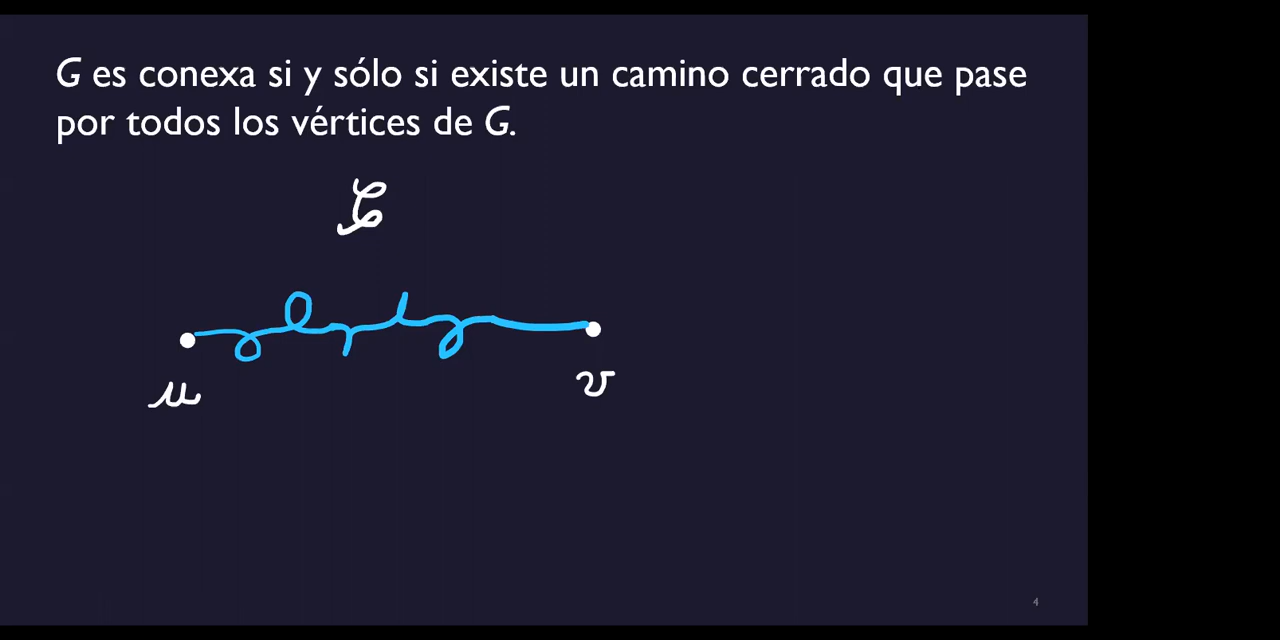 G es conexa si y sólo si existe un camino cerrado que pase
por todos los vértices de G.
𝒞
u
v
4